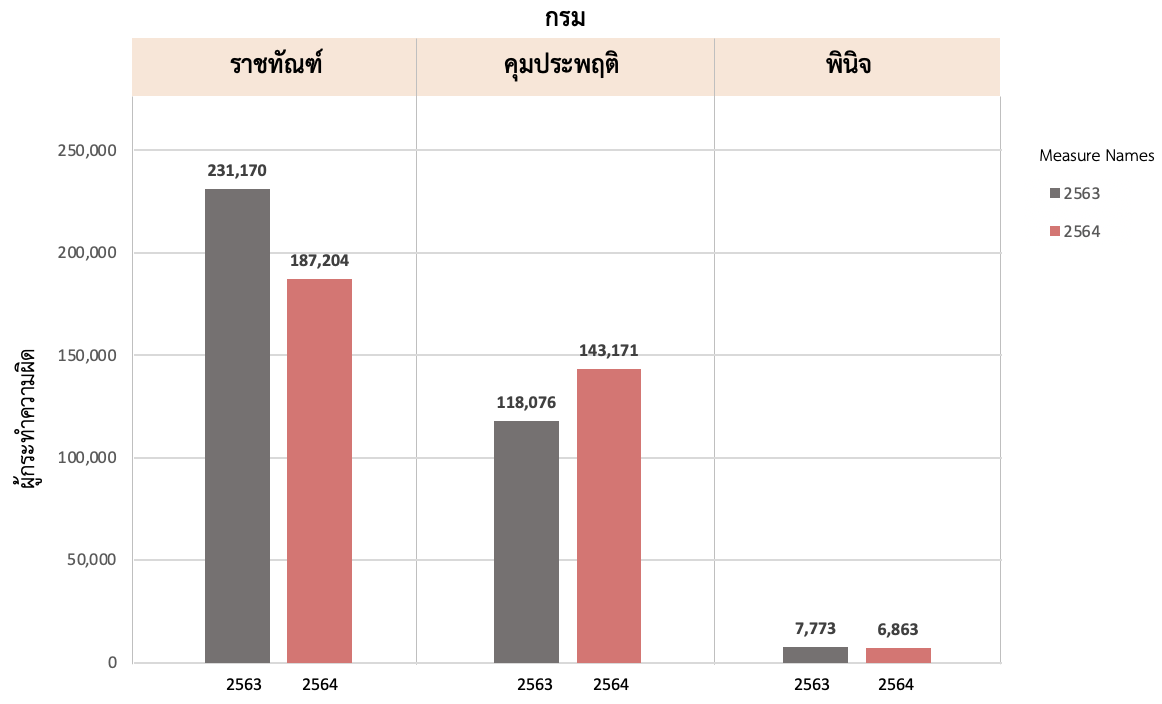 กรม
ราชทัณฑ์ คุมประพฤติ พินิจ
250,000
200,000
150,000
100,000
50,000
0
ผู้กระทำความผิด
231,170
187,204
118,076
143,171
7,773
6,863
2563 2564 2563 2564 2563 2564
Measure Names
2563
2564